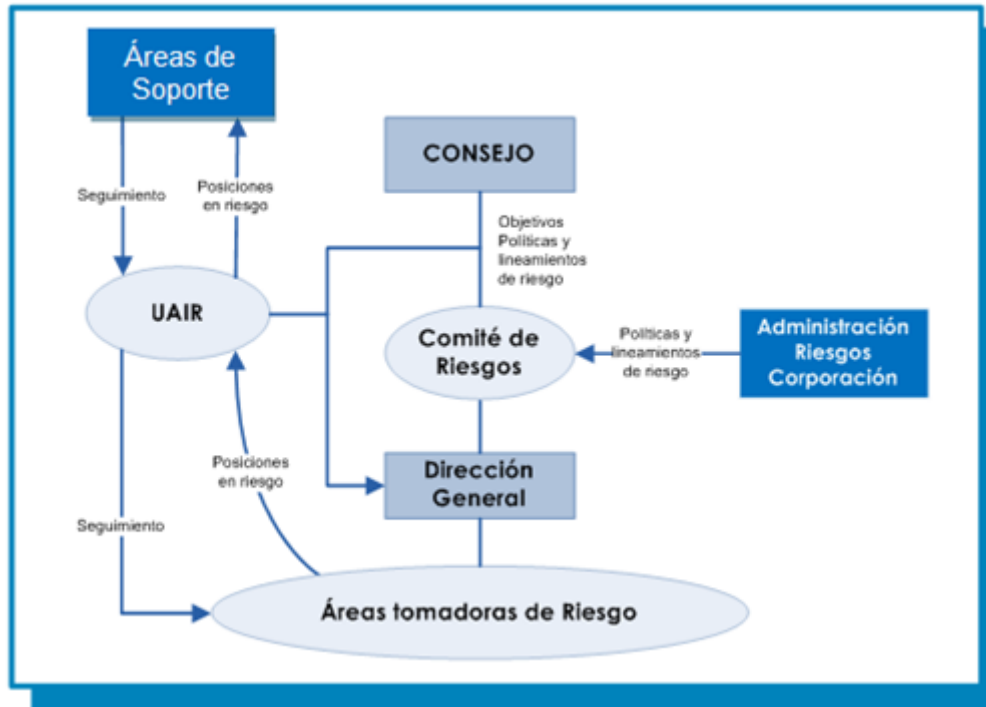 Áreas de
Soporte
CONSEJO
Seguimiento
Posiciones
en riesgo
Objetivos
Políticas y
lineamientos
de riesgo
UAIR
Comité de
Riesgos
Políticas y
lineamientos
de riesgo
Administración
Riesgos
Corporación
Posiciones
en riesgo
Dirección
General
Seguimiento
Áreas tomadoras de Riesgo